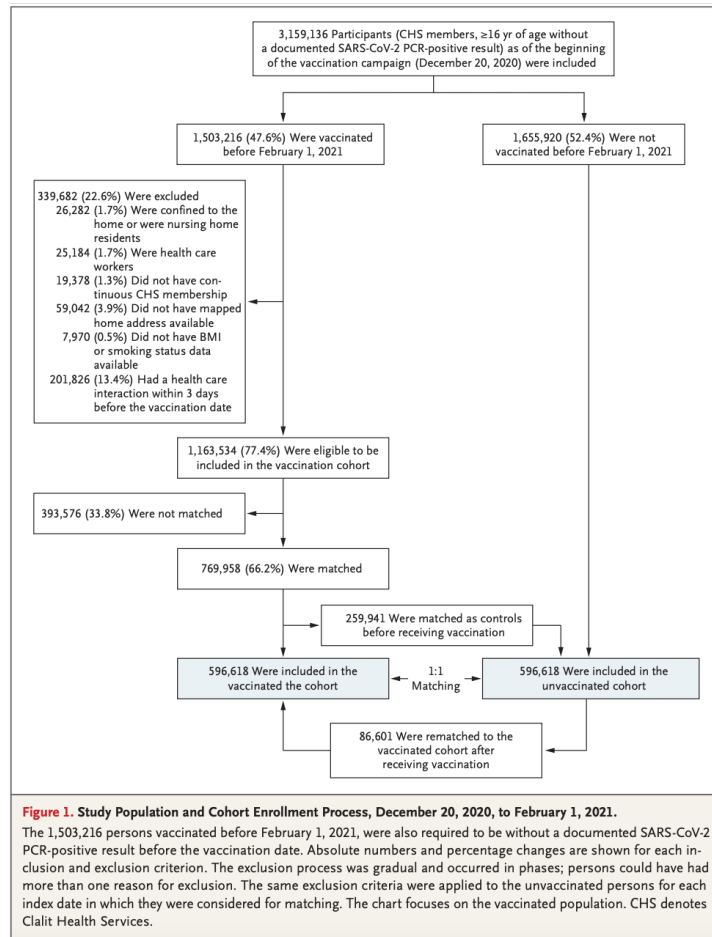 3,159,136 Participants (CHS members, ≥16 yr of age without
a documented SARS-CoV-2 PCR-positive result) as of the beginning
of the vaccination campaign (December 20, 2020) were included
1,503,216 (47.6%) Were vaccinated
before February 1, 2021
1,655,920 (52.4%) Were not
vaccinated before February 1, 2021
339,682 (22.6%) Were excluded
26,282 (1.7%) Were confined to the
home or were nursing home
residents
25,184 (1.7%) Were health care
workers
19,378 (1.3%) Did not have con-
tinuous CHS membership
59,042 (3.9%) Did not have mapped
home address available
7,970 (0.5%) Did not have BMI
or smoking status data
available
201,826 (13.4%) Had a health care
interaction within 3 days
before the vaccination date
1,163,534 (77.4%) Were eligible to be
included in the vaccination cohort
393,576 (33.8%) Were not matched
769,958 (66.2%) Were matched
259,941 Were matched as controls
before receiving vaccination
596,618 Were included in the
vaccinated the cohort
1:1
Matching
596,618 Were included in the
unvaccinated cohort
86,601 Were rematched to the
vaccinated cohort after
receiving vaccination
Figure 1. Study Population and Cohort Enrollment Process, December 20, 2020, to February 1, 2021.
The 1,503,216 persons vaccinated before February 1, 2021, were also required to be without a documented SARS-CoV-2
PCR-positive result before the vaccination date. Absolute numbers and percentage changes are shown for each in-
clusion and exclusion criterion. The exclusion process was gradual and occurred in phases; persons could have had
more than one reason for exclusion. The same exclusion criteria were applied to the unvaccinated persons for each
index date in which they were considered for matching. The chart focuses on the vaccinated population. CHS denotes
Clalit Health Services.